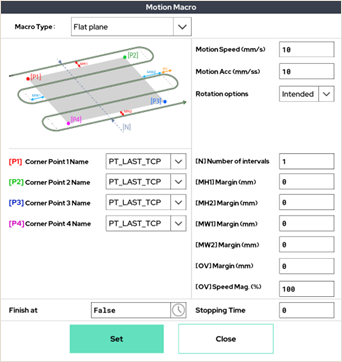 Motion Macro
Macro Type : Flat plane
Motion Speed (mm/s) 10
Motion Acc (mm/ss) 10
Rotation options Intended
[P1] [P2] [P3] [P4] [N]
[P1] Corner Point 1 Name PT_LAST_TCP
[P2] Corner Point 2 Name PT_LAST_TCP
[P3] Corner Point 3 Name PT_LAST_TCP
[P4] Corner Point 4 Name PT_LAST_TCP
[N] Number of intervals 1
[MH1] Margin (mm) 0
[MH2] Margin (mm) 0
[MW1] Margin (mm) 0
[MW2] Margin (mm) 0
[OV] Margin (mm) 0
[OV] Speed Mag. (%) 100
Finish at False
Stopping Time 0
Set
Close